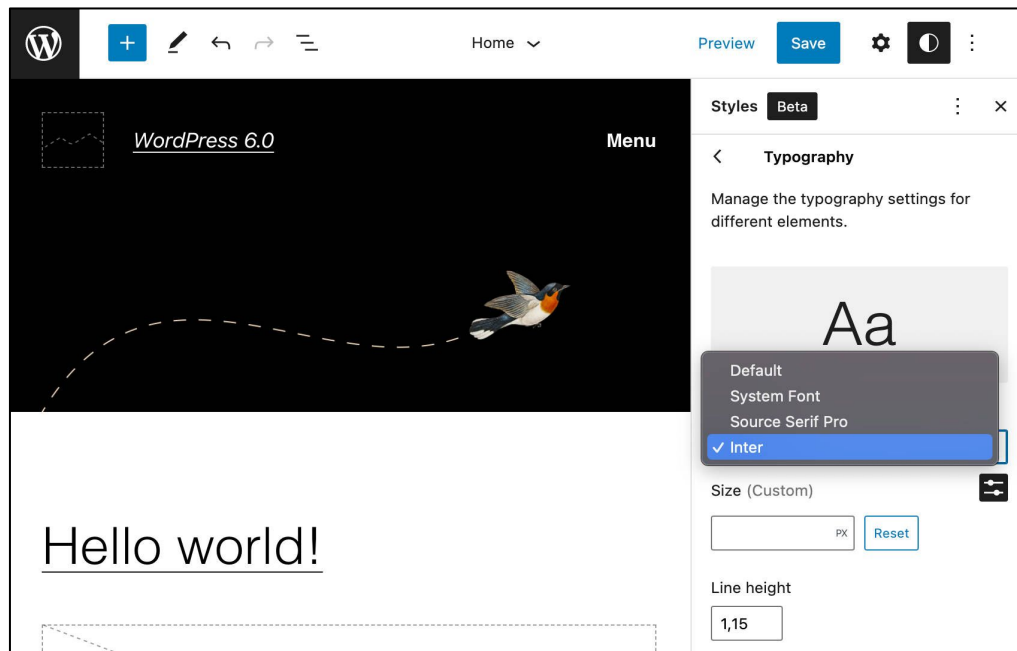 Home
Preview
Save
Styles
Beta
WordPress 6.0
Menu
Typography
Manage the typography settings for
different elements.
Aa
Default
System Font
Source Serif Pro
✓ Inter
Size (Custom)
PX
Reset
Hello world!
Line height
1,15